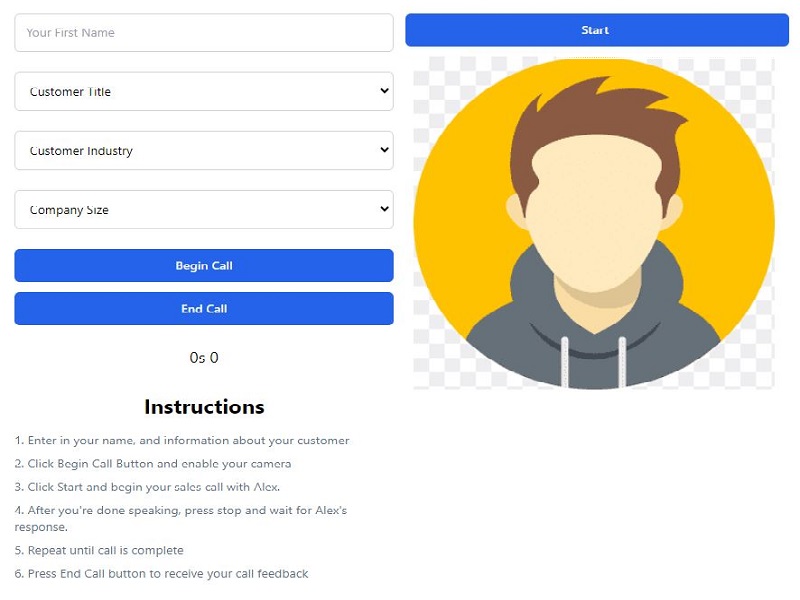 Your First Name
Start
Customer Title
Customer Industry
Company Size
Begin Call
End Call
0s 0
Instructions
1. Enter in your name, and information about your customer
2. Click Begin Call Button and enable your camera
3. Click Start and begin your sales call with Alex.
4. After you're done speaking, press stop and wait for Alex's
response.
5. Repeat until call is complete
6. Press End Call button to receive your call feedback